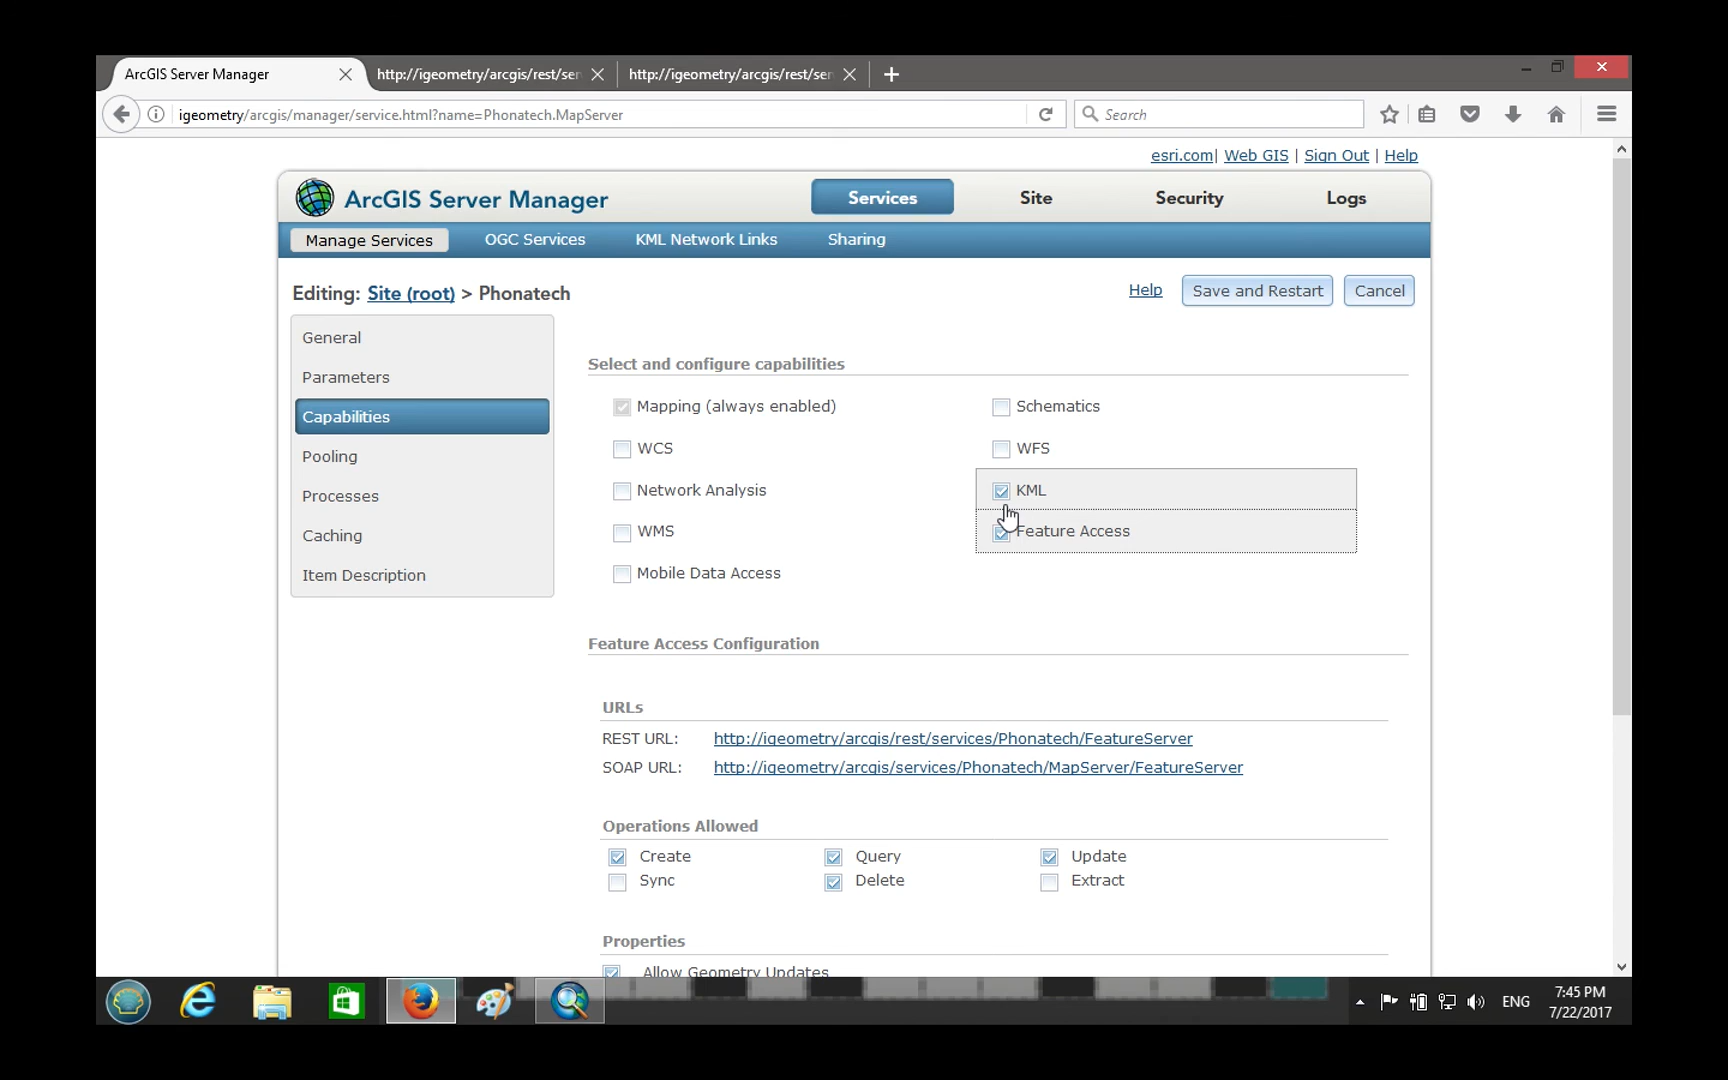 ArcGIS Server Manager
http://igeometry/arcgis/rest/ser
http://igeometry/arcgis/rest/ser
igeometry/arcgis/manager/service.html?name=Phonatech.MapServer
Search
esri.com| Web GIS | Sign Out | Help
ArcGIS Server Manager
Services
Site
Security
Logs
Manage Services
OGC Services
KML Network Links
Sharing
Editing: Site (root) > Phonatech
Help
Save and Restart
Cancel
General
Parameters
Capabilities
Pooling
Processes
Caching
Item Description
Select and configure capabilities
Mapping (always enabled)
Schematics
WCS
WFS
Network Analysis
KML
WMS
Feature Access
Mobile Data Access
Feature Access Configuration
URLs
REST URL: http://igeometry/arcgis/rest/services/Phonatech/FeatureServer
SOAP URL: http://igeometry/arcgis/services/Phonatech/MapServer/FeatureServer
Operations Allowed
Create
Query
Update
Sync
Delete
Extract
Properties
Allow Geometry Updates
ENG
7:45 PM
7/22/2017